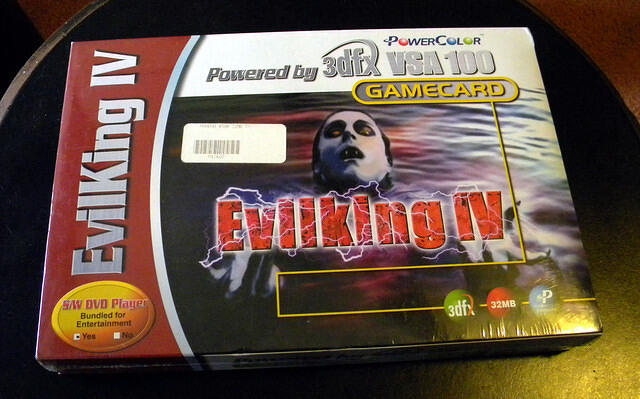 EvilKing IV
PowerColor
Powered by 3dfx VSA 100
GAMECARD
EvilKing IV
S/W DVD Player
Bundled for
Entertainment
Yes No
3dfx 32MB P